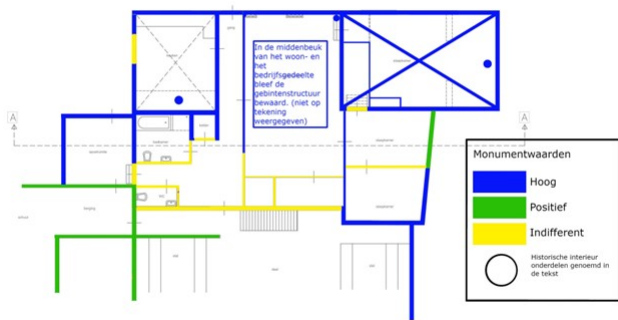 In de middenbeuk
van het woon- en
het
bedrijfsgedeelte
bleef de
gebintenstructuur
bewaard. (niet op
tekening
weergegeven)
A
A
berging
Monumentwaarden
Hoog
Positief
Indifferent
Historische interieur
onderdelen genoemd in
de tekst